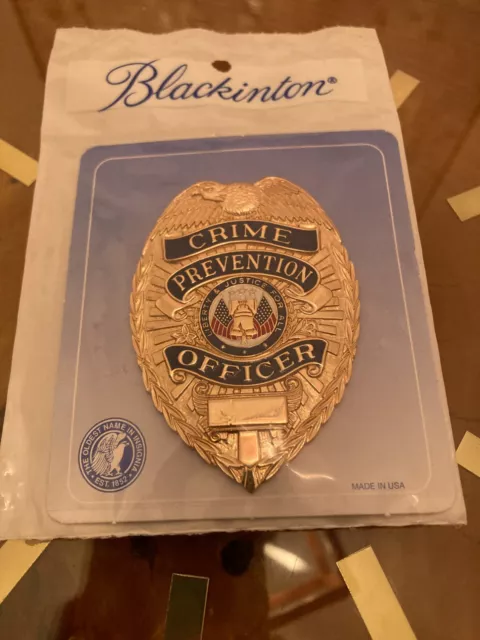 Blackinton®
CRIME
PREVENTION
LIBERTY & JUSTICE FOR ALL
OFFICER
THE OLDEST NAME IN INSIGNIA
EST. 1852
MADE IN USA